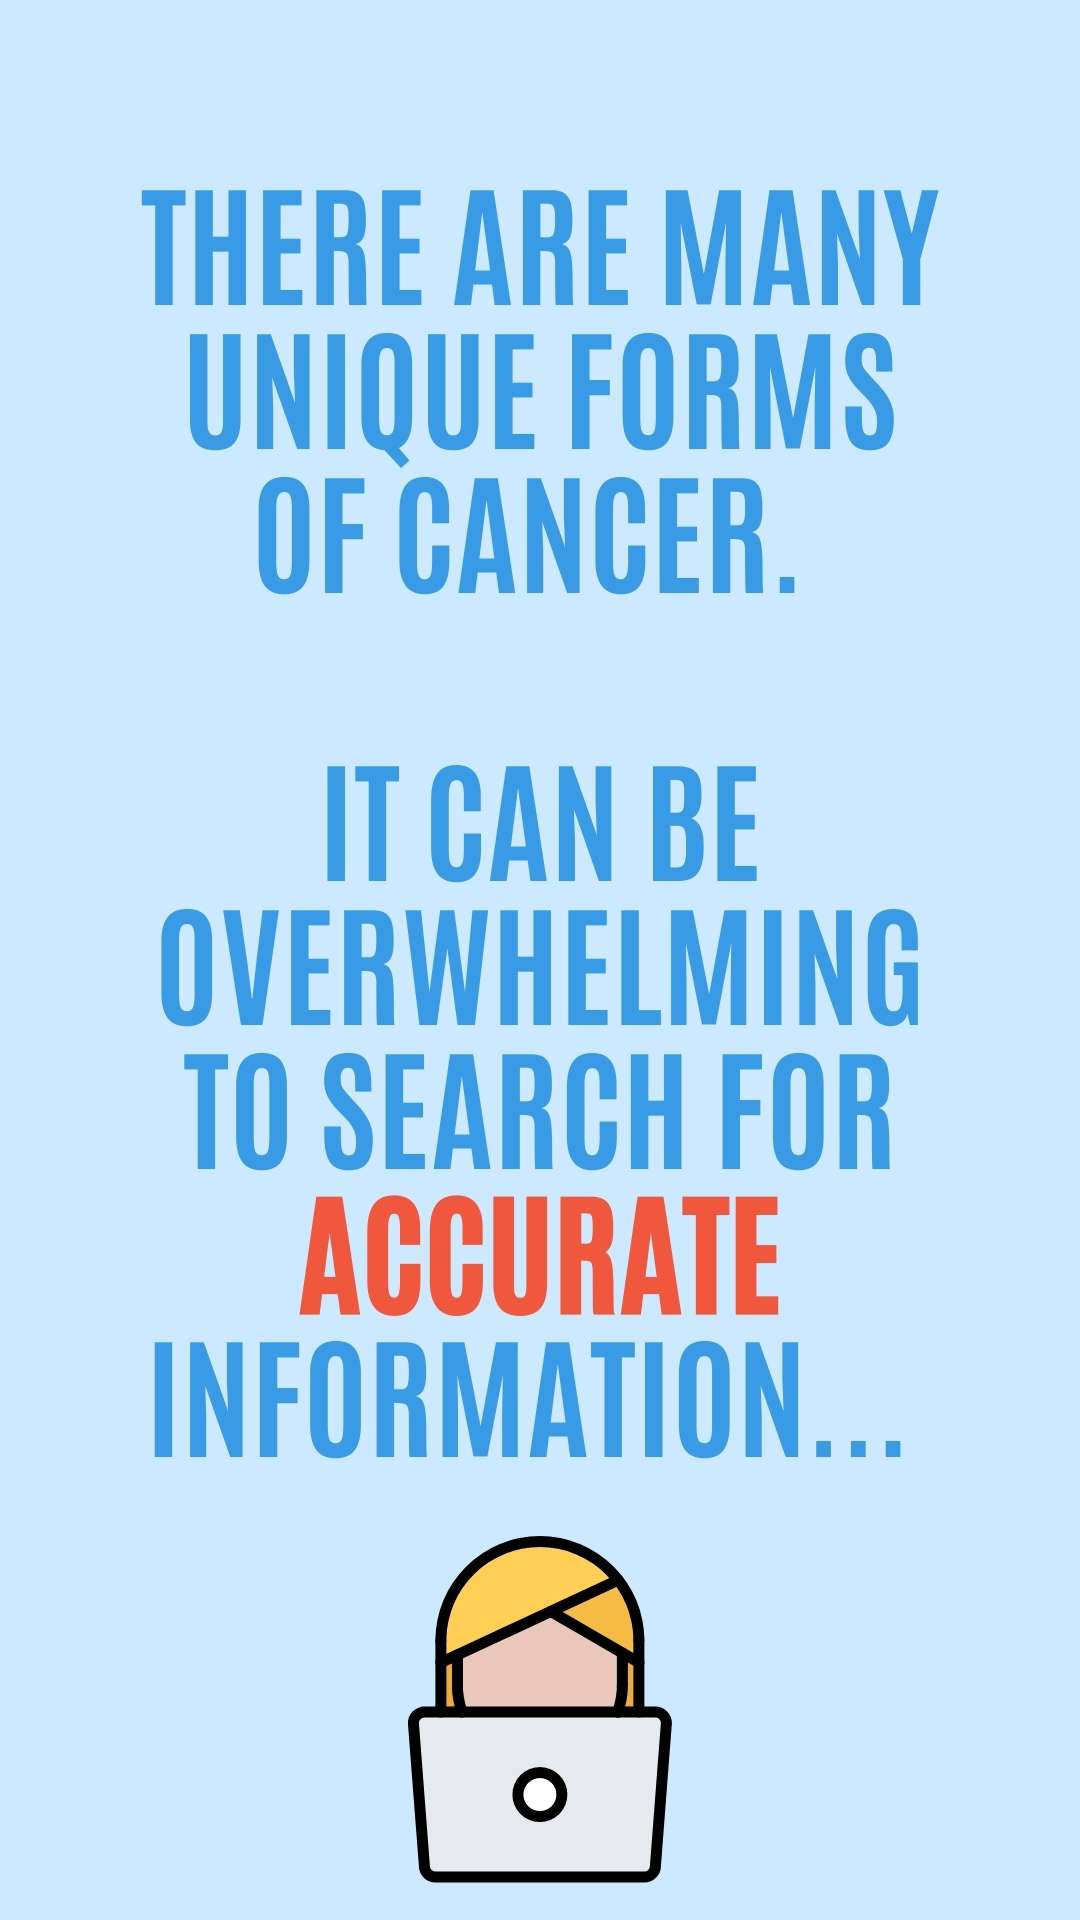 THERE ARE MANY
UNIQUE FORMS
OF CANCER.
IT CAN BE
OVERWHELMING
TO SEARCH FOR
ACCURATE
INFORMATION...